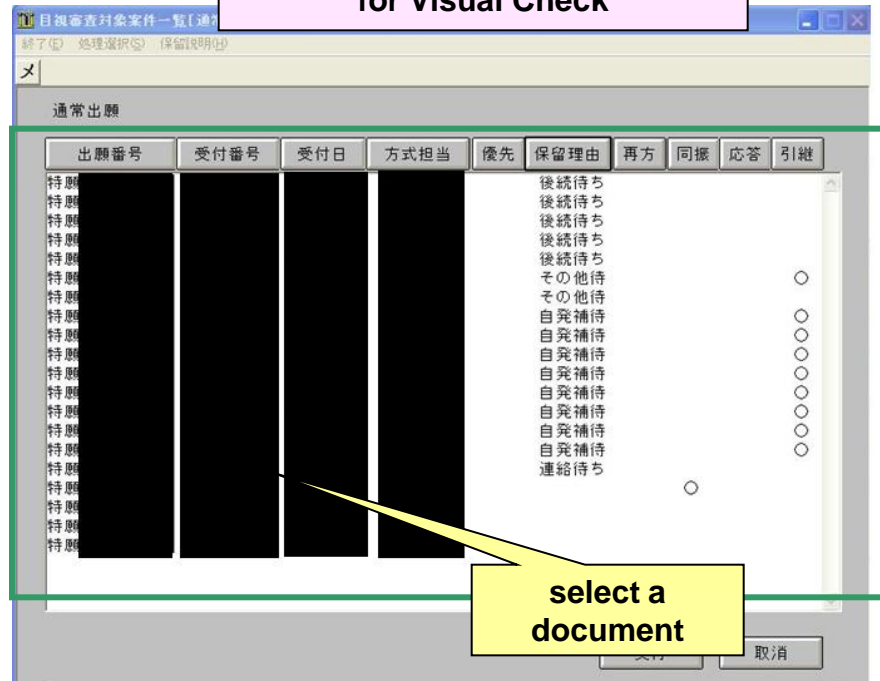 for Visual Check
目視審査対象案件一覧[通常
終了(E) 処理選択(S) 保留説明(H)
メ
通常出願
出願番号 受付番号 受付日 方式担当 優先 保留理由 再方 同振 応答 引継
特願 後続待ち
特願 後続待ち
特願 後続待ち
特願 後続待ち
特願 後続待ち
特願 その他待 ○
特願 その他待
特願 自発補待 ○
特願 自発補待 ○
特願 自発補待 ○
特願 自発補待 ○
特願 自発補待 ○
特願 自発補待 ○
特願 自発補待 ○
特願 自発補待 ○
特願 連絡待ち
特願 ○
特願
特願
特願
select a
document
取消